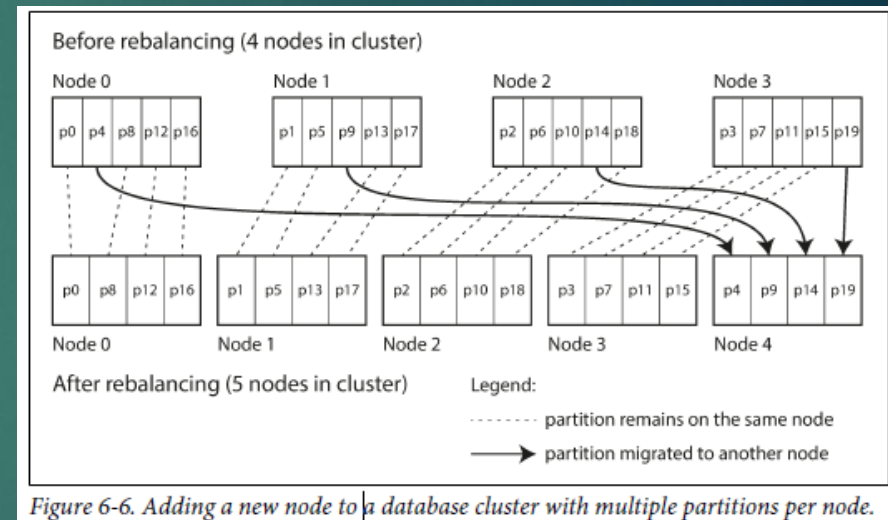 Before rebalancing (4 nodes in cluster)
Node 0 Node 1 Node 2 Node 3
p0 p4 p8 p12 p16 p1 p5 p9 p13 p17 p2 p6 p10 p14 p18 p3 p7 p11 p15 p19
p0 p8 p12 p16 p1 p5 p13 p17 p2 p6 p10 p18 p3 p7 p11 p15 p4 p9 p14 p19
Node 0 Node 1 Node 2 Node 3 Node 4
After rebalancing (5 nodes in cluster) Legend:
partition remains on the same node
partition migrated to another node
Figure 6-6. Adding a new node to a database cluster with multiple partitions per node.